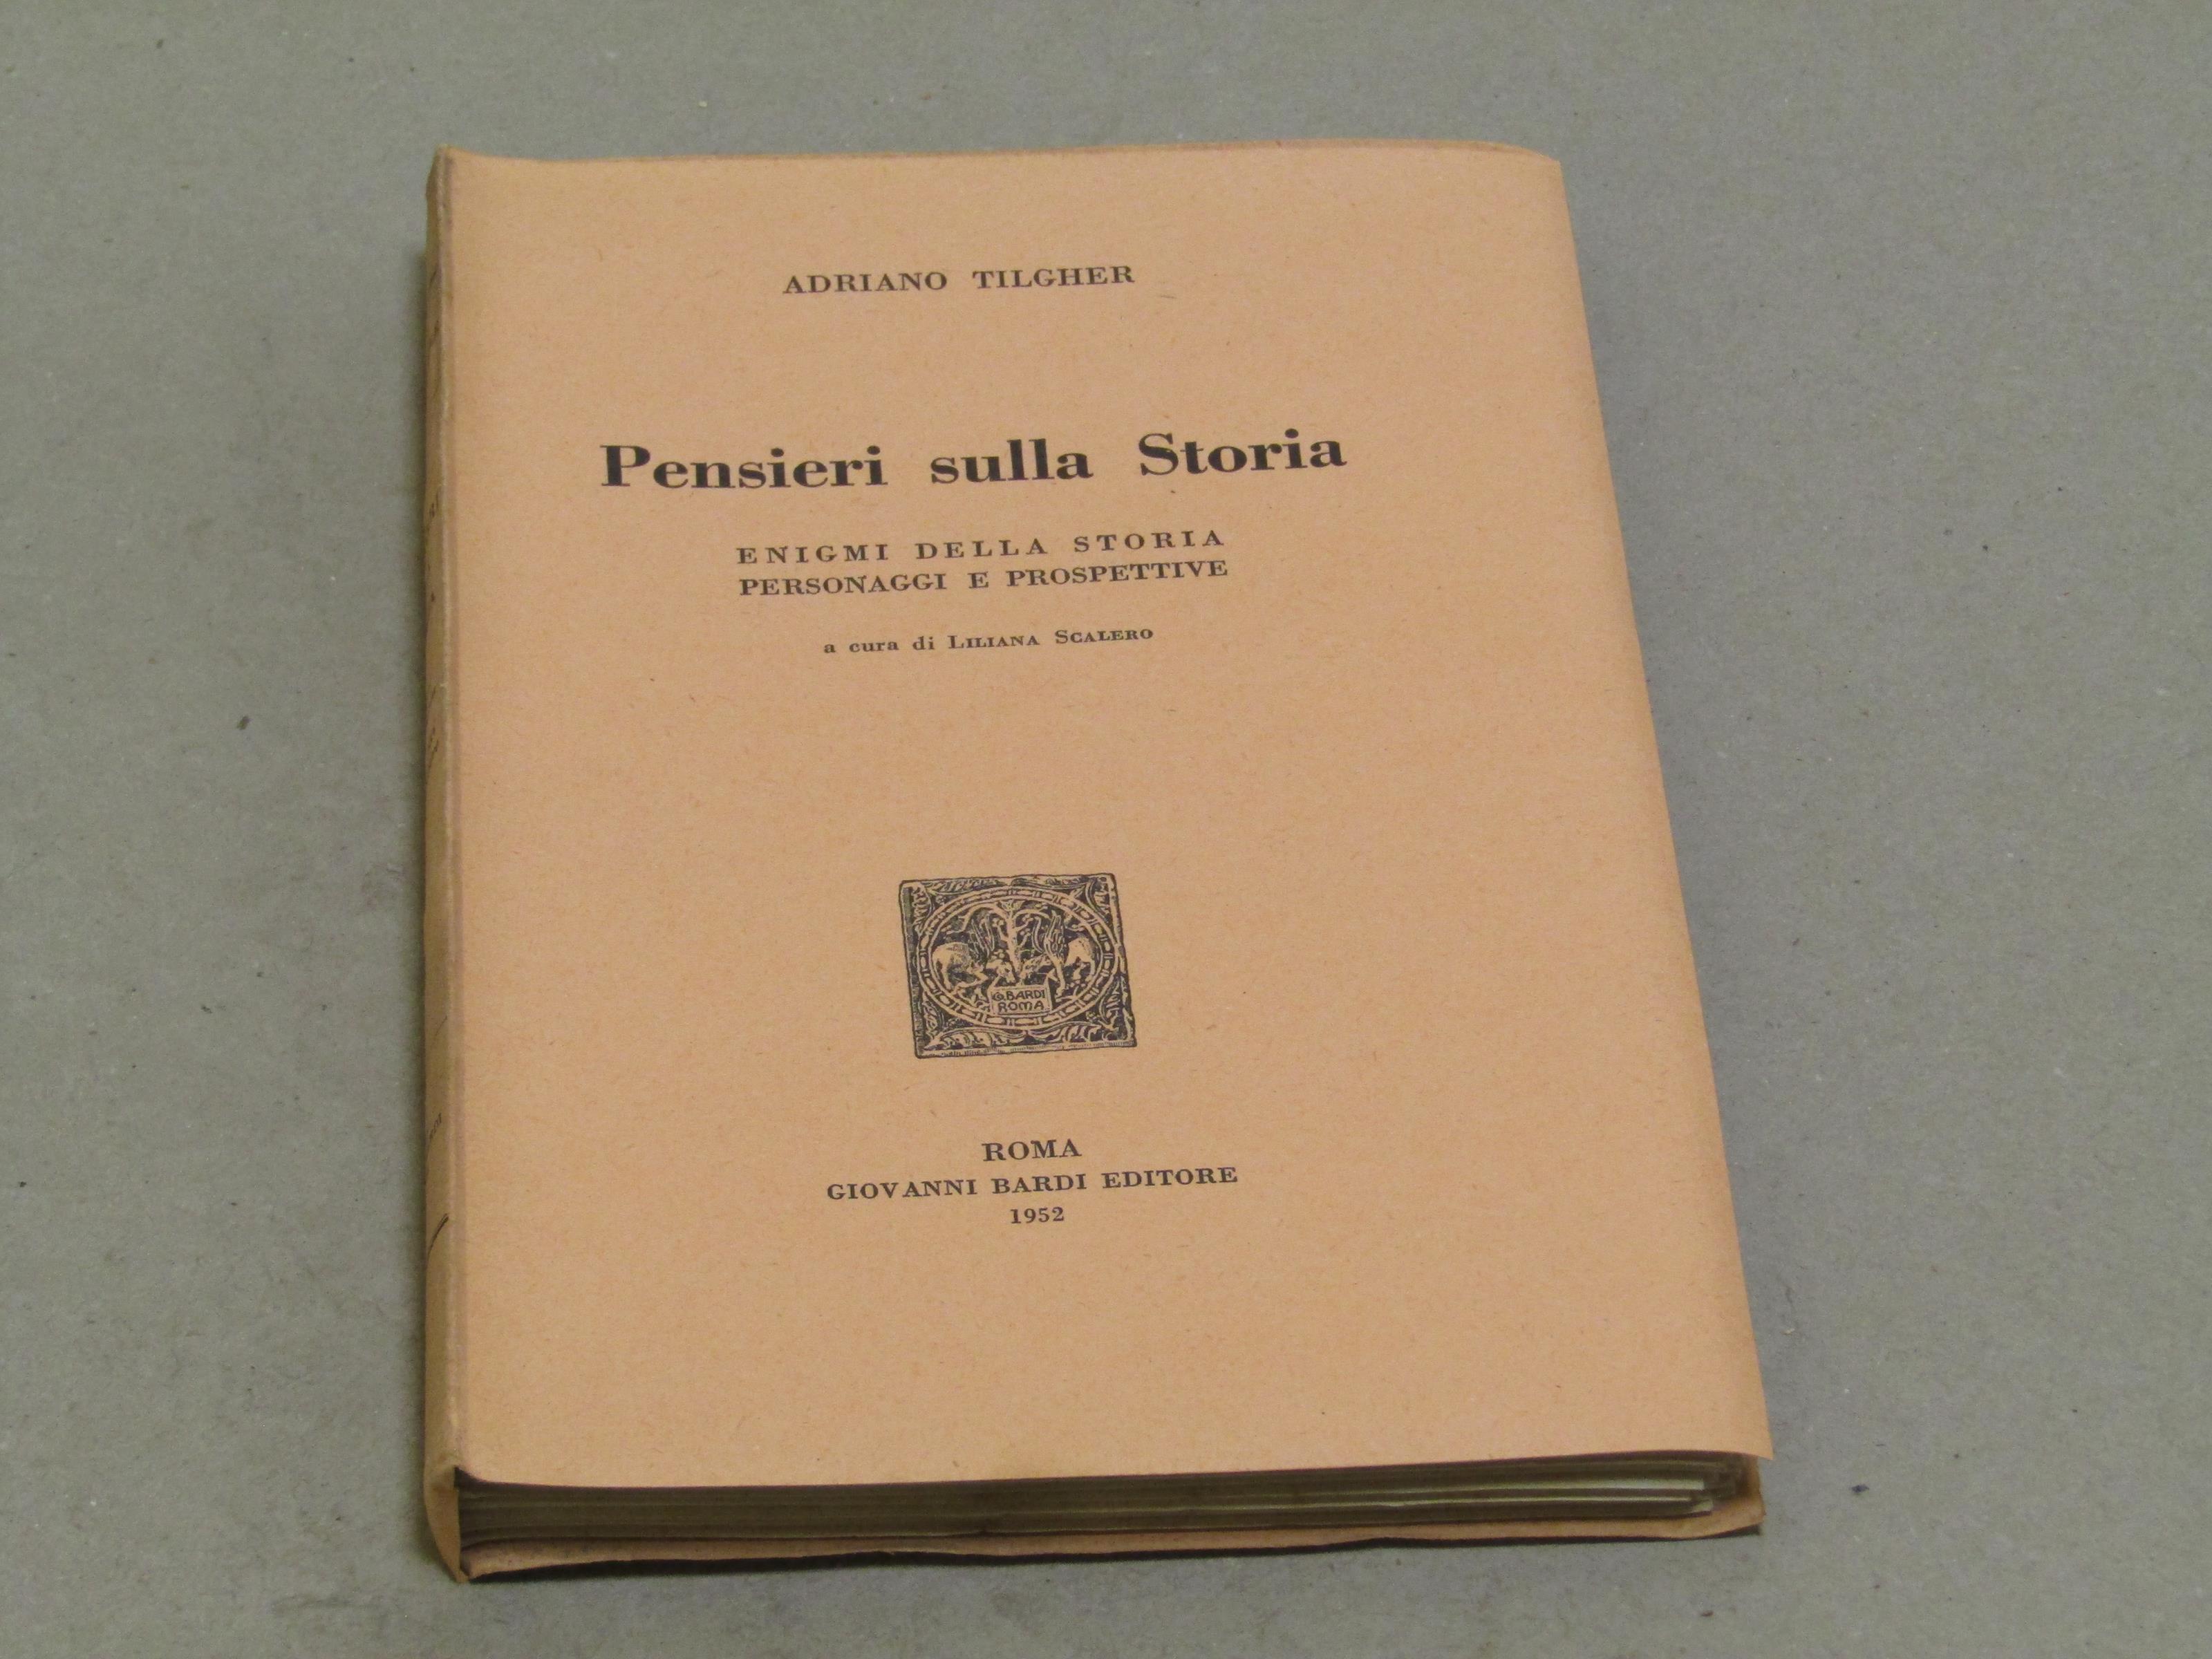 ADRIANO TILGHER
Pensieri sulla Storia
ENIGMI DELLA STORIA
PERSONAGGI E PROSPETTIVE
a cura di LILIANA SCALERO
G. BARDI
ROMA
ROMA
GIOVANNI BARDI EDITORE
1952